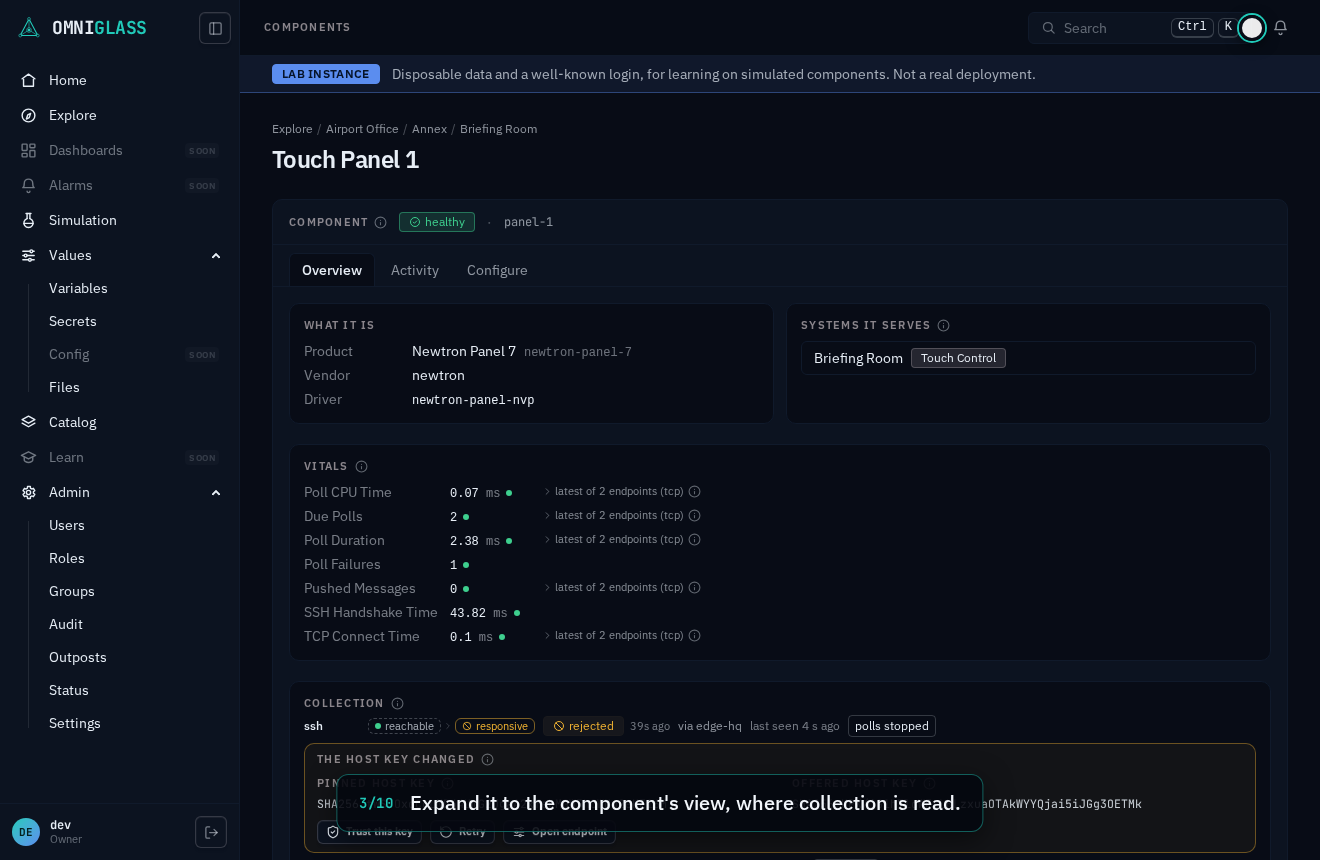 OMNIGLASS
COMPONENTS
Search
Ctrl K
Home
Explore
Dashboards SOON
Alarms SOON
Simulation
Values
Variables
Secrets
Config SOON
Files
Catalog
Learn SOON
Admin
Users
Roles
Groups
Audit
Outposts
Status
Settings
DE dev
Owner
LAB INSTANCE Disposable data and a well-known login, for learning on simulated components. Not a real deployment.
Explore / Airport Office / Annex / Briefing Room
Touch Panel 1
COMPONENT healthy · panel-1
Overview Activity Configure
WHAT IT IS
Product Newtron Panel 7 newtron-panel-7
Vendor newtron
Driver newtron-panel-nvp
SYSTEMS IT SERVES
Briefing Room Touch Control
VITALS
Poll CPU Time 0.07 ms latest of 2 endpoints (tcp)
Due Polls 2 latest of 2 endpoints (tcp)
Poll Duration 2.38 ms latest of 2 endpoints (tcp)
Poll Failures 1
Pushed Messages 0 latest of 2 endpoints (tcp)
SSH Handshake Time 43.82 ms
TCP Connect Time 0.1 ms latest of 2 endpoints (tcp)
COLLECTION
ssh reachable responsive rejected 39s ago via edge-hq last seen 4 s ago polls stopped
THE HOST KEY CHANGED
PINNED HOST KEY OFFERED HOST KEY
3/10 Expand it to the component's view, where collection is read.
Trust this key Retry Open endpoint